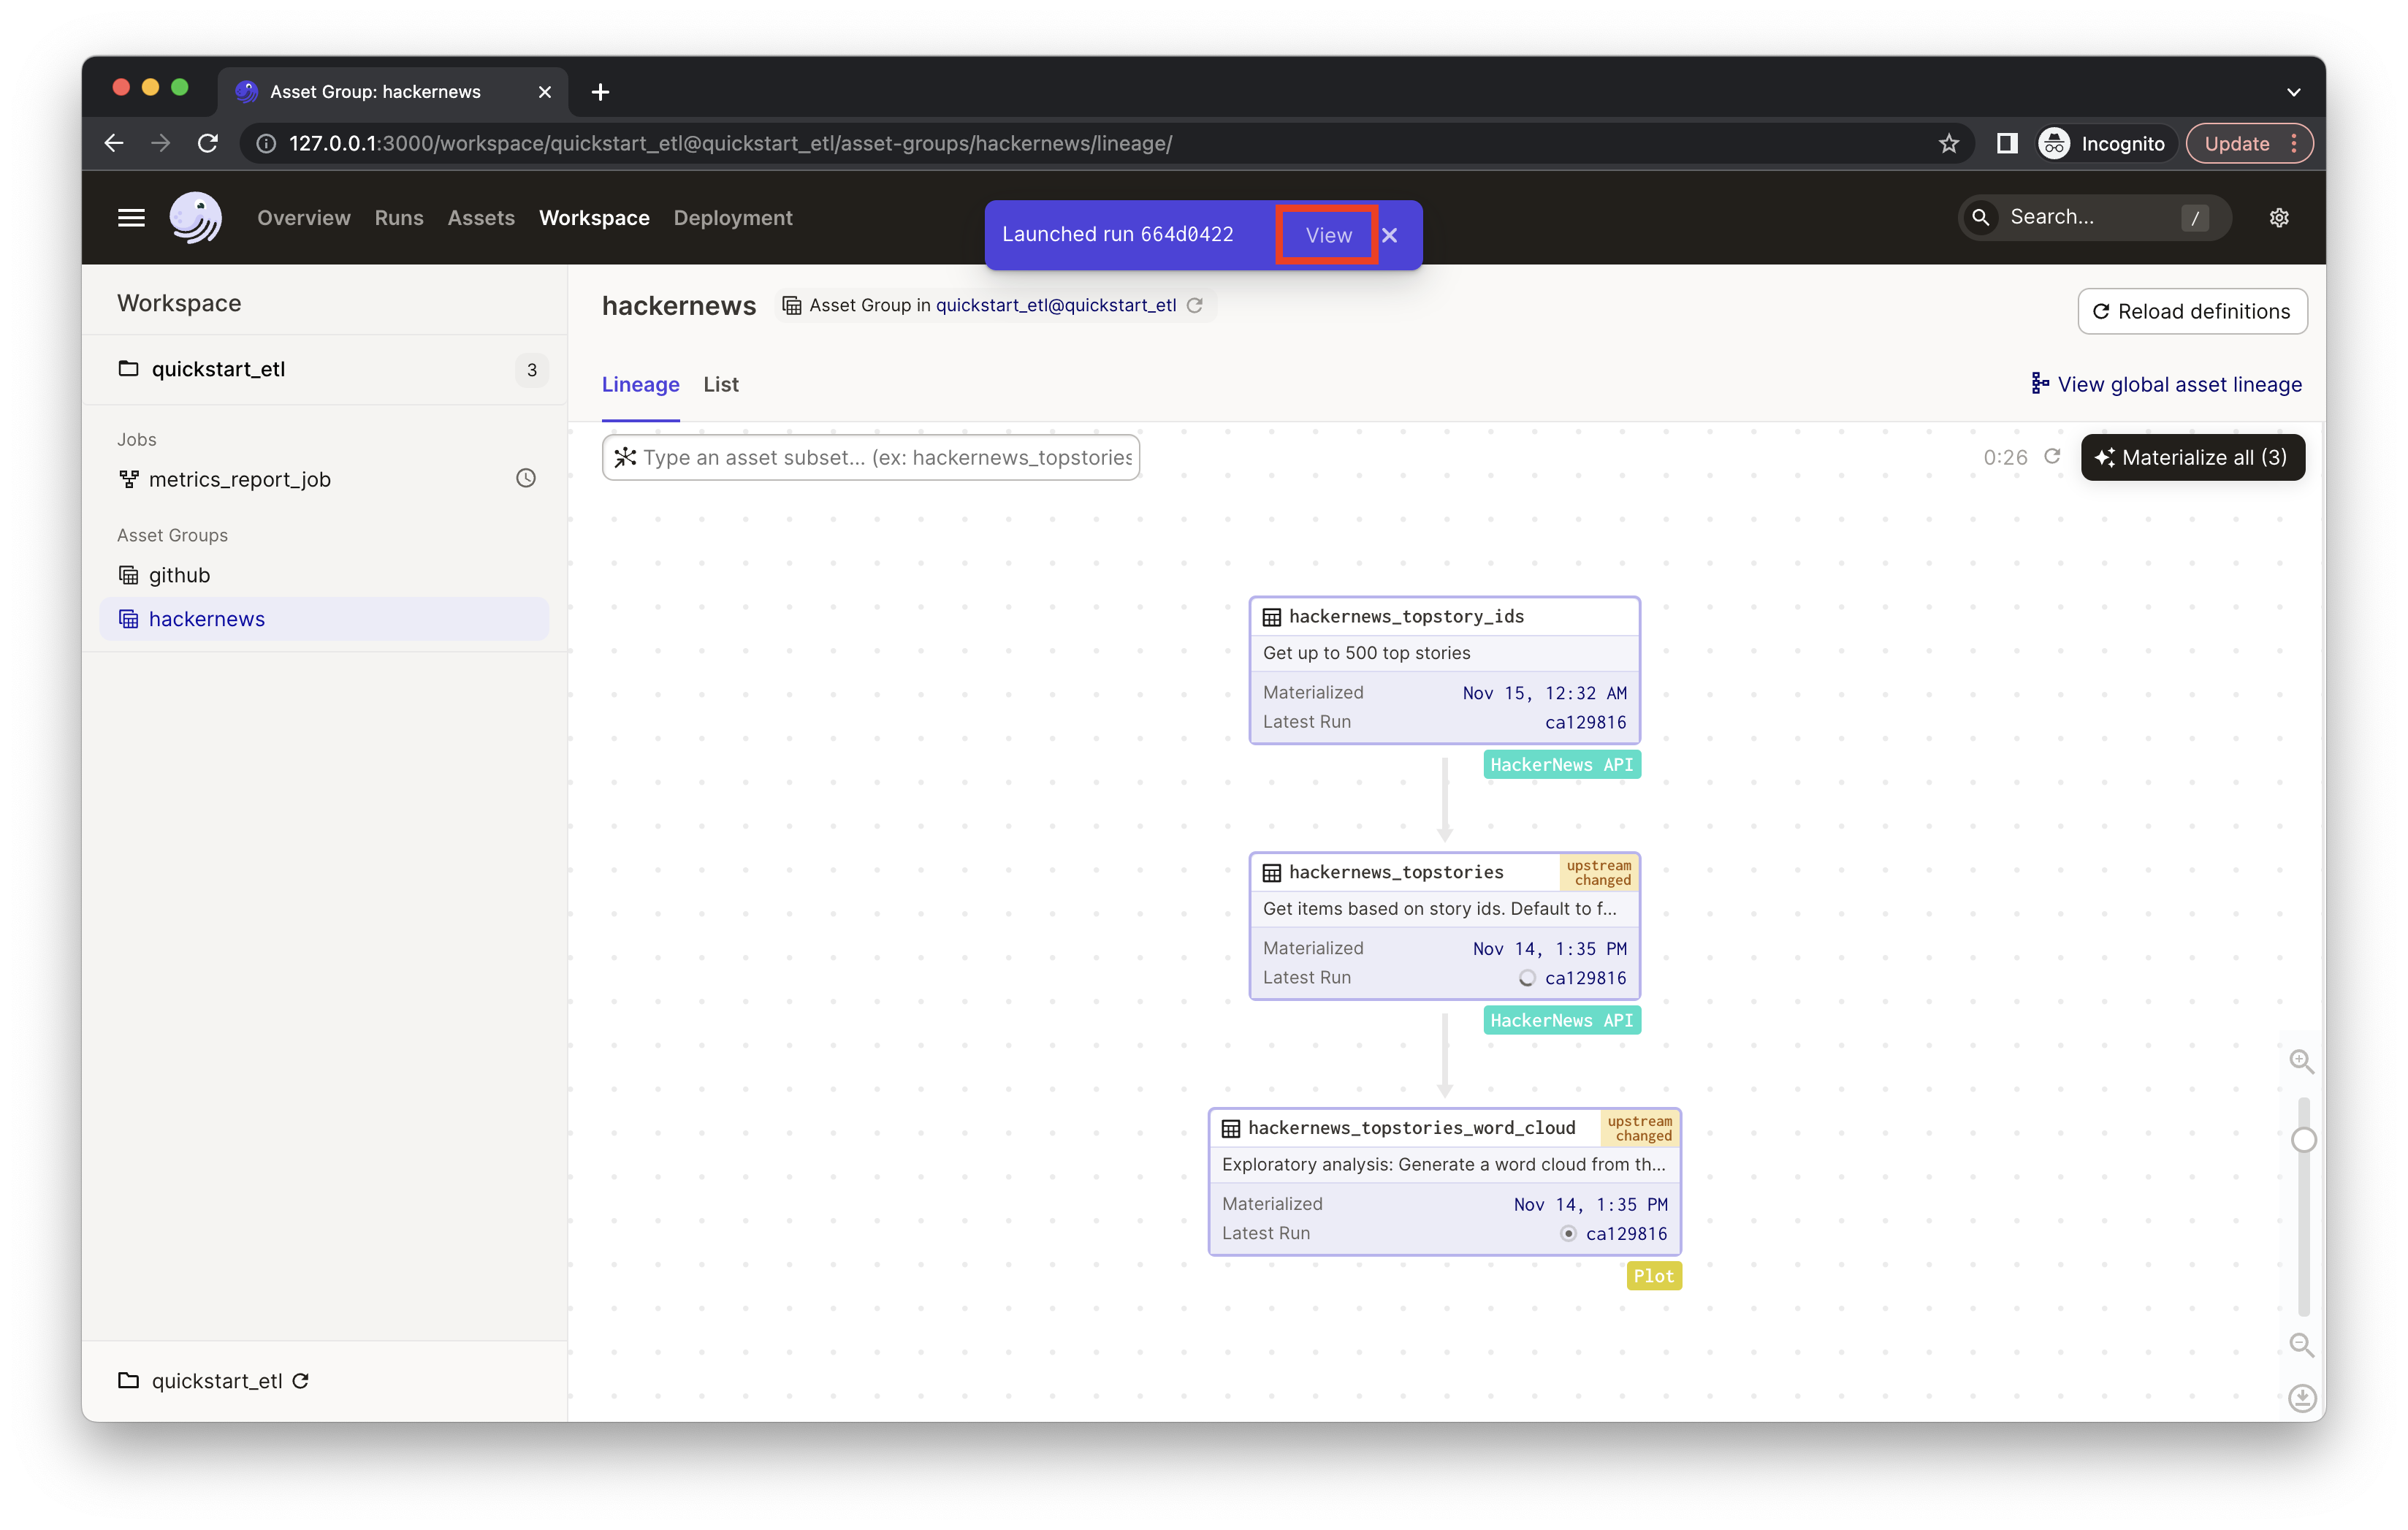 Asset Group: hackernews
127.0.0.1:3000/workspace/quickstart_etl@quickstart_etl/asset-groups/hackernews/lineage/
Incognito
Update
Overview Runs Assets Workspace Deployment
Launched run 664d0422 View
Search... /
Workspace
quickstart_etl 3
Jobs
metrics_report_job
Asset Groups
github
hackernews
quickstart_etl
hackernews Asset Group in quickstart_etl@quickstart_etl
Reload definitions
Lineage List
View global asset lineage
Type an asset subset... (ex: hackernews_topstories
0:26
Materialize all (3)
hackernews_topstory_ids
Get up to 500 top stories
Materialized Nov 15, 12:32 AM
Latest Run ca129816
HackerNews API
hackernews_topstories
upstream
changed
Get items based on story ids. Default to f...
Materialized Nov 14, 1:35 PM
Latest Run ca129816
HackerNews API
hackernews_topstories_word_cloud
upstream
changed
Exploratory analysis: Generate a word cloud from th...
Materialized Nov 14, 1:35 PM
Latest Run ca129816
Plot